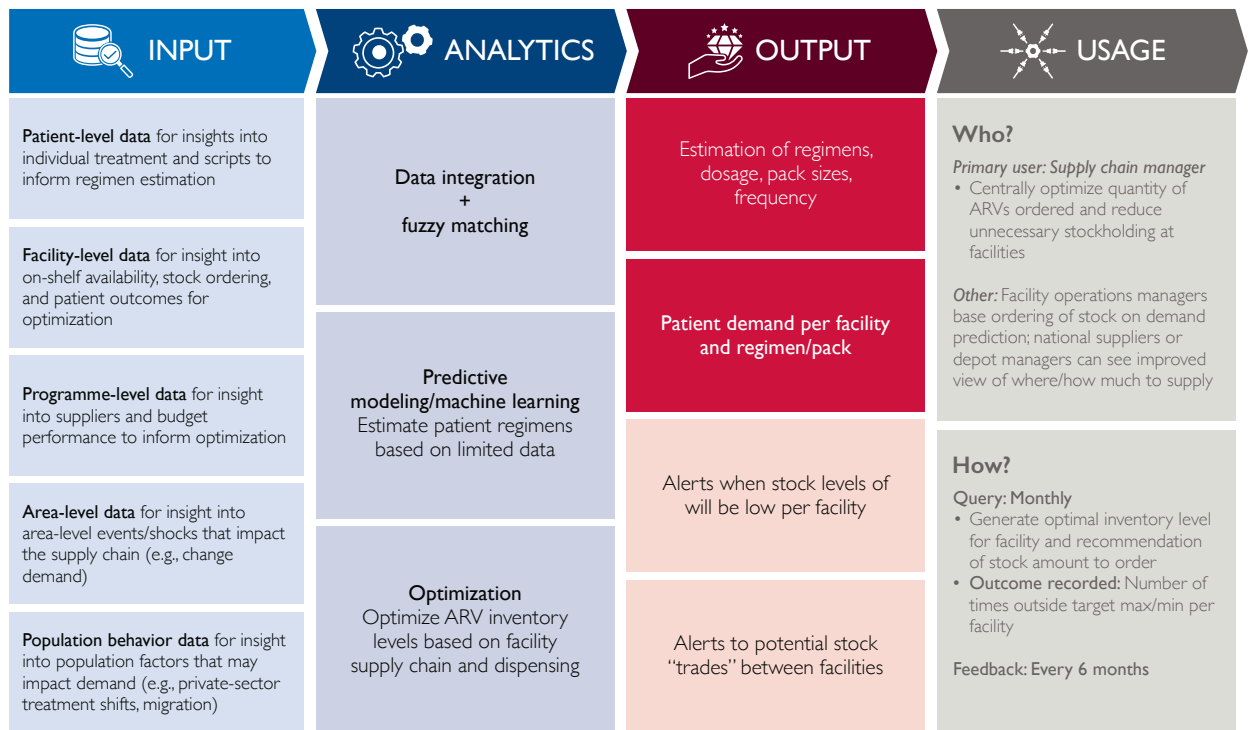 INPUT
ANALYTICS
OUTPUT
USAGE
Patient-level data for insights into
individual treatment and scripts to
inform regimen estimation
Facility-level data for insight into
on-shelf availability, stock ordering,
and patient outcomes for
optimization
Programme-level data for insight
into suppliers and budget
performance to inform optimization
Area-level data for insight into
area-level events/shocks that impact
the supply chain (e.g., change
demand)
Population behavior data for insight
into population factors that may
impact demand (e.g., private-sector
treatment shifts, migration)
Data integration
+
fuzzy matching
Predictive
modeling/machine learning
Estimate patient regimens
based on limited data
Optimization
Optimize ARV inventory
levels based on facility
supply chain and dispensing
Estimation of regimens,
dosage, pack sizes,
frequency
Patient demand per facility
and regimen/pack
Alerts when stock levels of
will be low per facility
Alerts to potential stock
“trades” between facilities
Who?
Primary user: Supply chain manager
• Centrally optimize quantity of
ARVs ordered and reduce
unnecessary stockholding at
facilities
Other: Facility operations managers
base ordering of stock on demand
prediction; national suppliers or
depot managers can see improved
view of where/how much to supply
How?
Query: Monthly
• Generate optimal inventory level
for facility and recommendation
of stock amount to order
• Outcome recorded: Number of
times outside target max/min per
facility
Feedback: Every 6 months